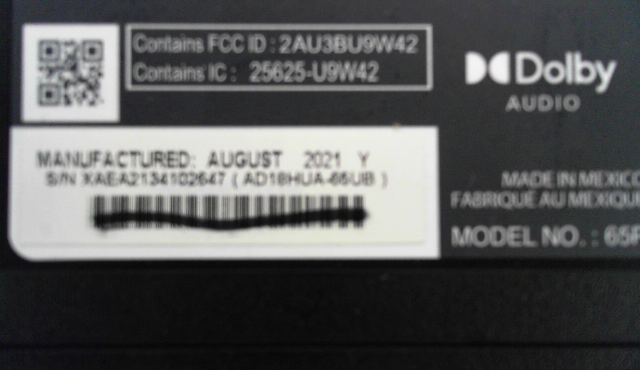 Contains FCC ID : 2AU3BU9W42
Contains IC : 25625-U9W42
Dolby
AUDIO
MANUFACTURED: AUGUST 2021 Y
S/N XAEA2134102647 ( AD18HUA-65UB )
MADE IN MEXICO
FABRIQUÉ AU MEXIQUE
MODEL NO. :